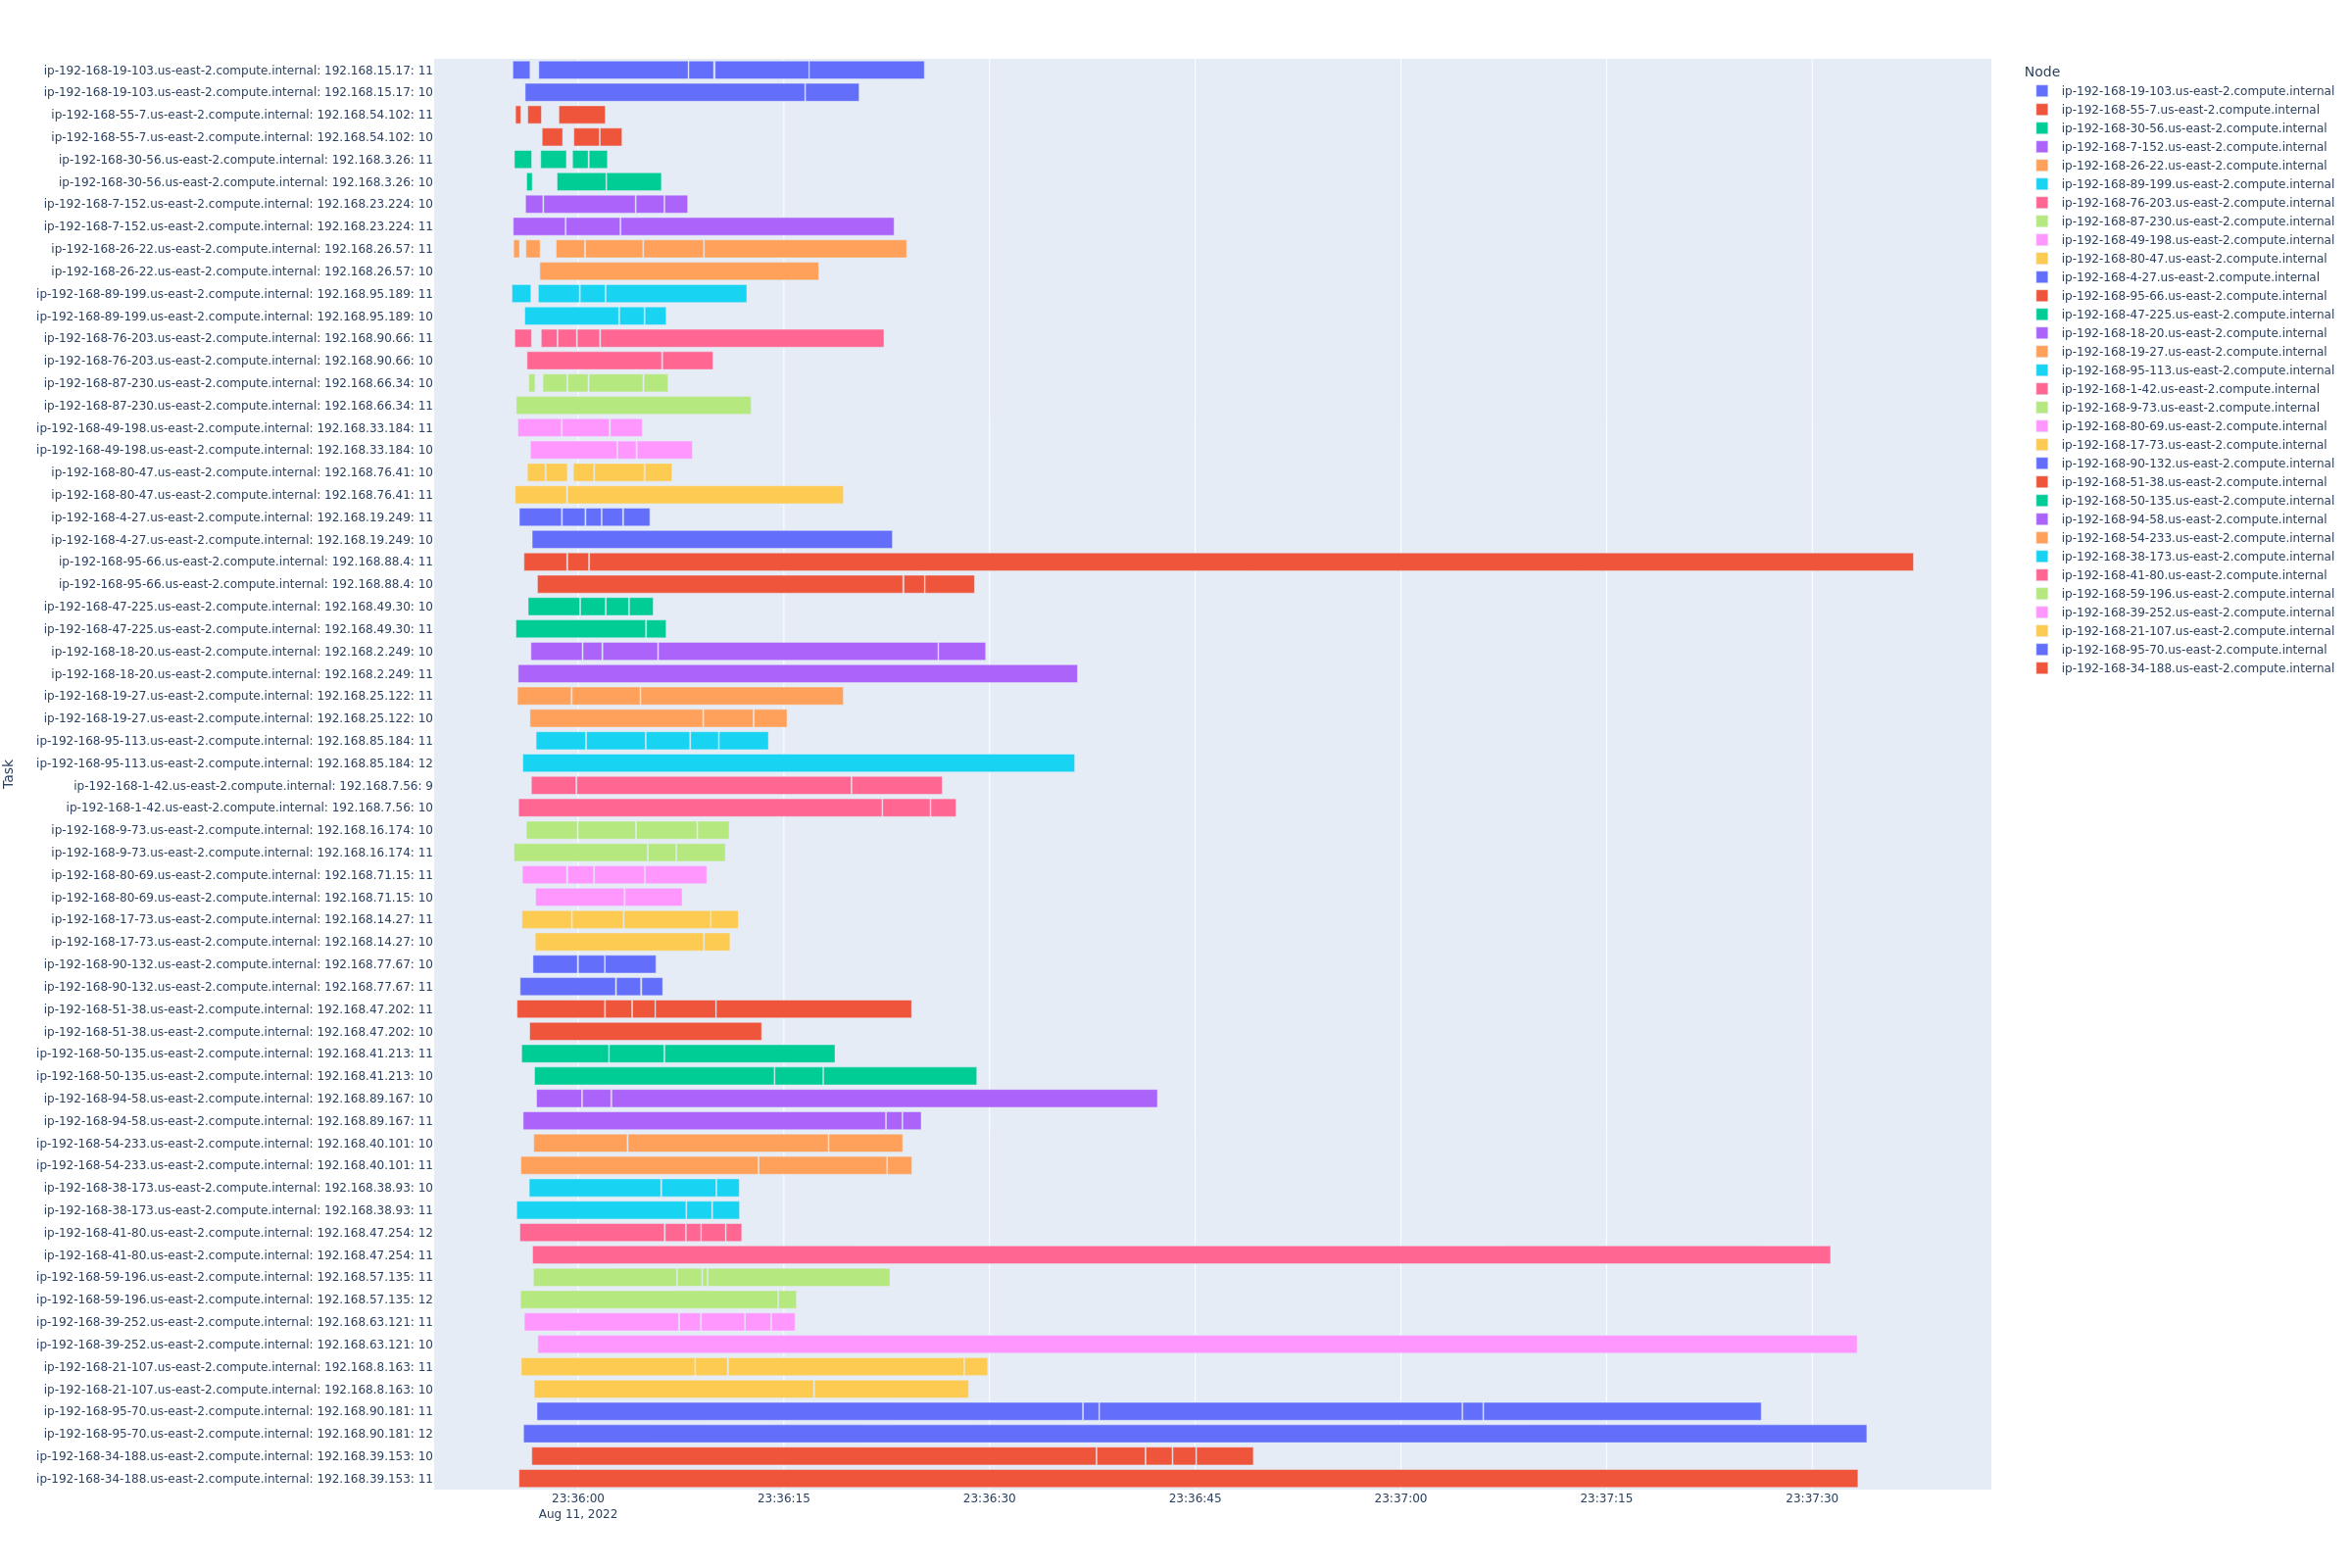 ip-192-168-19-103.us-east-2.compute.internal: 192.168.15.17: 11
ip-192-168-19-103.us-east-2.compute.internal: 192.168.15.17: 10
ip-192-168-55-7.us-east-2.compute.internal: 192.168.54.102: 11
ip-192-168-55-7.us-east-2.compute.internal: 192.168.54.102: 10
ip-192-168-30-56.us-east-2.compute.internal: 192.168.3.26: 11
ip-192-168-30-56.us-east-2.compute.internal: 192.168.3.26: 10
ip-192-168-7-152.us-east-2.compute.internal: 192.168.23.224: 10
ip-192-168-7-152.us-east-2.compute.internal: 192.168.23.224: 11
ip-192-168-26-22.us-east-2.compute.internal: 192.168.26.57: 11
ip-192-168-26-22.us-east-2.compute.internal: 192.168.26.57: 10
ip-192-168-89-199.us-east-2.compute.internal: 192.168.95.189: 11
ip-192-168-89-199.us-east-2.compute.internal: 192.168.95.189: 10
ip-192-168-76-203.us-east-2.compute.internal: 192.168.90.66: 11
ip-192-168-76-203.us-east-2.compute.internal: 192.168.90.66: 10
ip-192-168-87-230.us-east-2.compute.internal: 192.168.66.34: 10
ip-192-168-87-230.us-east-2.compute.internal: 192.168.66.34: 11
ip-192-168-49-198.us-east-2.compute.internal: 192.168.33.184: 11
ip-192-168-49-198.us-east-2.compute.internal: 192.168.33.184: 10
ip-192-168-80-47.us-east-2.compute.internal: 192.168.76.41: 10
ip-192-168-80-47.us-east-2.compute.internal: 192.168.76.41: 11
ip-192-168-4-27.us-east-2.compute.internal: 192.168.19.249: 11
ip-192-168-4-27.us-east-2.compute.internal: 192.168.19.249: 10
ip-192-168-95-66.us-east-2.compute.internal: 192.168.88.4: 11
ip-192-168-95-66.us-east-2.compute.internal: 192.168.88.4: 10
ip-192-168-47-225.us-east-2.compute.internal: 192.168.49.30: 10
ip-192-168-47-225.us-east-2.compute.internal: 192.168.49.30: 11
ip-192-168-18-20.us-east-2.compute.internal: 192.168.2.249: 10
ip-192-168-18-20.us-east-2.compute.internal: 192.168.2.249: 11
ip-192-168-19-27.us-east-2.compute.internal: 192.168.25.122: 11
ip-192-168-19-27.us-east-2.compute.internal: 192.168.25.122: 10
ip-192-168-95-113.us-east-2.compute.internal: 192.168.85.184: 11
ip-192-168-95-113.us-east-2.compute.internal: 192.168.85.184: 12
ip-192-168-1-42.us-east-2.compute.internal: 192.168.7.56: 9
ip-192-168-1-42.us-east-2.compute.internal: 192.168.7.56: 10
ip-192-168-9-73.us-east-2.compute.internal: 192.168.16.174: 10
ip-192-168-9-73.us-east-2.compute.internal: 192.168.16.174: 11
ip-192-168-80-69.us-east-2.compute.internal: 192.168.71.15: 11
ip-192-168-80-69.us-east-2.compute.internal: 192.168.71.15: 10
ip-192-168-17-73.us-east-2.compute.internal: 192.168.14.27: 11
ip-192-168-17-73.us-east-2.compute.internal: 192.168.14.27: 10
ip-192-168-90-132.us-east-2.compute.internal: 192.168.77.67: 10
ip-192-168-90-132.us-east-2.compute.internal: 192.168.77.67: 11
ip-192-168-51-38.us-east-2.compute.internal: 192.168.47.202: 11
ip-192-168-51-38.us-east-2.compute.internal: 192.168.47.202: 10
ip-192-168-50-135.us-east-2.compute.internal: 192.168.41.213: 11
ip-192-168-50-135.us-east-2.compute.internal: 192.168.41.213: 10
ip-192-168-94-58.us-east-2.compute.internal: 192.168.89.167: 10
ip-192-168-94-58.us-east-2.compute.internal: 192.168.89.167: 11
ip-192-168-54-233.us-east-2.compute.internal: 192.168.40.101: 10
ip-192-168-54-233.us-east-2.compute.internal: 192.168.40.101: 11
ip-192-168-38-173.us-east-2.compute.internal: 192.168.38.93: 10
ip-192-168-38-173.us-east-2.compute.internal: 192.168.38.93: 11
ip-192-168-41-80.us-east-2.compute.internal: 192.168.47.254: 12
ip-192-168-41-80.us-east-2.compute.internal: 192.168.47.254: 11
ip-192-168-59-196.us-east-2.compute.internal: 192.168.57.135: 11
ip-192-168-59-196.us-east-2.compute.internal: 192.168.57.135: 12
ip-192-168-39-252.us-east-2.compute.internal: 192.168.63.121: 11
ip-192-168-39-252.us-east-2.compute.internal: 192.168.63.121: 10
ip-192-168-21-107.us-east-2.compute.internal: 192.168.8.163: 11
ip-192-168-21-107.us-east-2.compute.internal: 192.168.8.163: 10
ip-192-168-95-70.us-east-2.compute.internal: 192.168.90.181: 11
ip-192-168-95-70.us-east-2.compute.internal: 192.168.90.181: 12
ip-192-168-34-188.us-east-2.compute.internal: 192.168.39.153: 10
ip-192-168-34-188.us-east-2.compute.internal: 192.168.39.153: 11
Task
23:36:00 23:36:15 23:36:30 23:36:45 23:37:00 23:37:15 23:37:30
Aug 11, 2022
Node
ip-192-168-19-103.us-east-2.compute.internal
ip-192-168-55-7.us-east-2.compute.internal
ip-192-168-30-56.us-east-2.compute.internal
ip-192-168-7-152.us-east-2.compute.internal
ip-192-168-26-22.us-east-2.compute.internal
ip-192-168-89-199.us-east-2.compute.internal
ip-192-168-76-203.us-east-2.compute.internal
ip-192-168-87-230.us-east-2.compute.internal
ip-192-168-49-198.us-east-2.compute.internal
ip-192-168-80-47.us-east-2.compute.internal
ip-192-168-4-27.us-east-2.compute.internal
ip-192-168-95-66.us-east-2.compute.internal
ip-192-168-47-225.us-east-2.compute.internal
ip-192-168-18-20.us-east-2.compute.internal
ip-192-168-19-27.us-east-2.compute.internal
ip-192-168-95-113.us-east-2.compute.internal
ip-192-168-1-42.us-east-2.compute.internal
ip-192-168-9-73.us-east-2.compute.internal
ip-192-168-80-69.us-east-2.compute.internal
ip-192-168-17-73.us-east-2.compute.internal
ip-192-168-90-132.us-east-2.compute.internal
ip-192-168-51-38.us-east-2.compute.internal
ip-192-168-50-135.us-east-2.compute.internal
ip-192-168-94-58.us-east-2.compute.internal
ip-192-168-54-233.us-east-2.compute.internal
ip-192-168-38-173.us-east-2.compute.internal
ip-192-168-41-80.us-east-2.compute.internal
ip-192-168-59-196.us-east-2.compute.internal
ip-192-168-39-252.us-east-2.compute.internal
ip-192-168-21-107.us-east-2.compute.internal
ip-192-168-95-70.us-east-2.compute.internal
ip-192-168-34-188.us-east-2.compute.internal